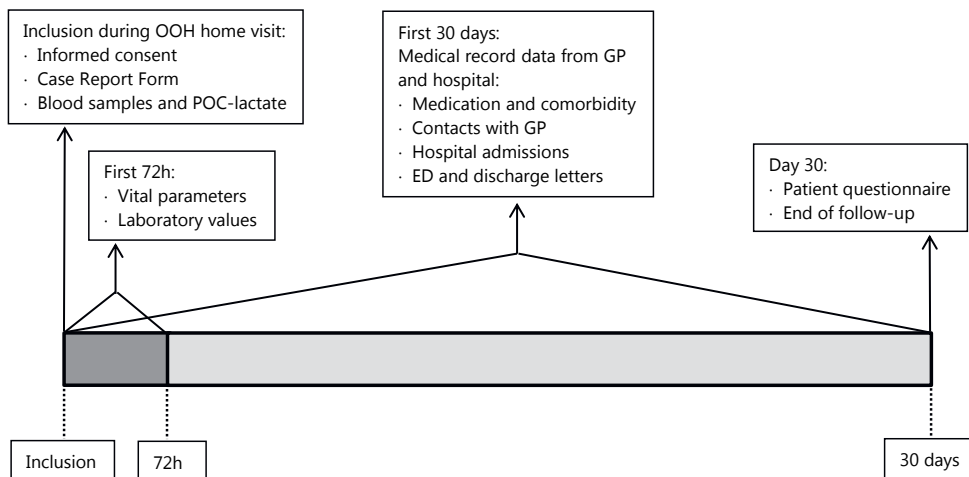 Inclusion during OOH home visit:
· Informed consent
· Case Report Form
· Blood samples and POC-lactate
First 30 days:
Medical record data from GP
and hospital:
· Medication and comorbidity
· Contacts with GP
· Hospital admissions
· ED and discharge letters
First 72h:
· Vital parameters
· Laboratory values
Day 30:
· Patient questionnaire
· End of follow-up
Inclusion
72h
30 days